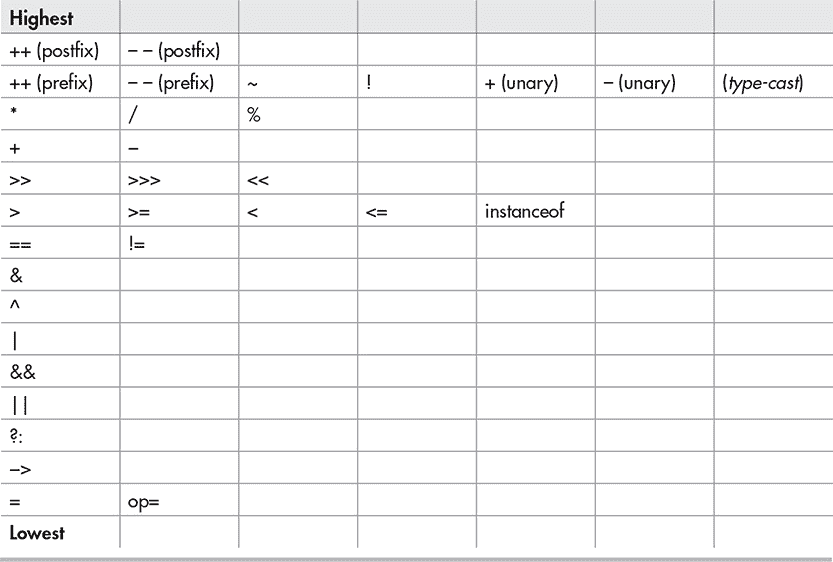 Highest
++ (postfix) – – (postfix)
++ (prefix) – – (prefix) ~ ! + (unary) – (unary) (type-cast)
* / %
+ –
>> >>> <<
> >= < <= instanceof
== !=
&
^
|
&&
||
?:
–>
= op=
Lowest